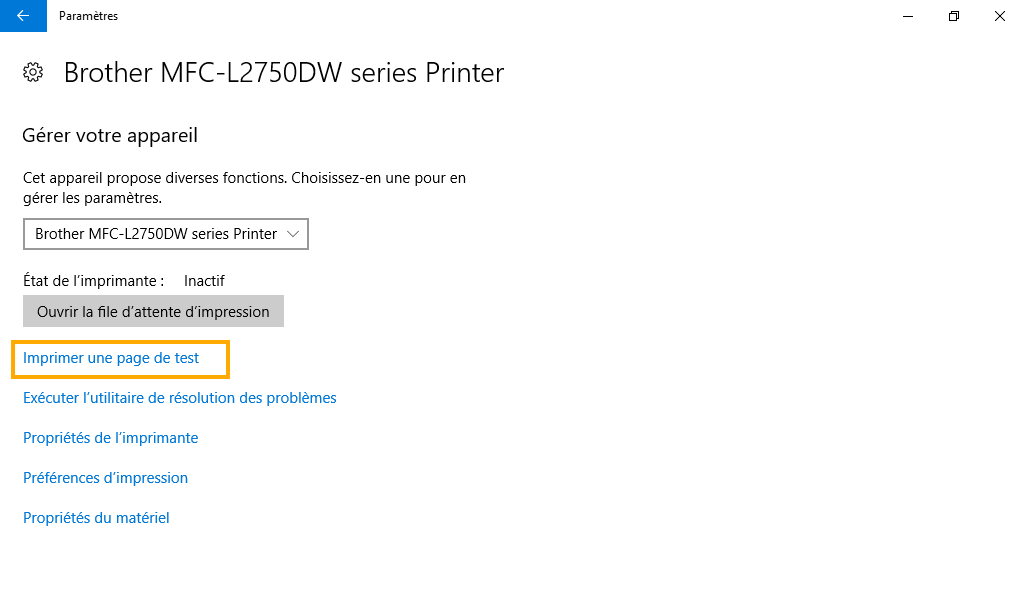 Paramètres
Brother MFC-L2750DW series Printer
Gérer votre appareil
Cet appareil propose diverses fonctions. Choisissez-en une pour en
gérer les paramètres.
Brother MFC-L2750DW series Printer
État de l’imprimante : Inactif
Ouvrir la file d’attente d’impression
Imprimer une page de test
Exécuter l’utilitaire de résolution des problèmes
Propriétés de l’imprimante
Préférences d’impression
Propriétés du matériel